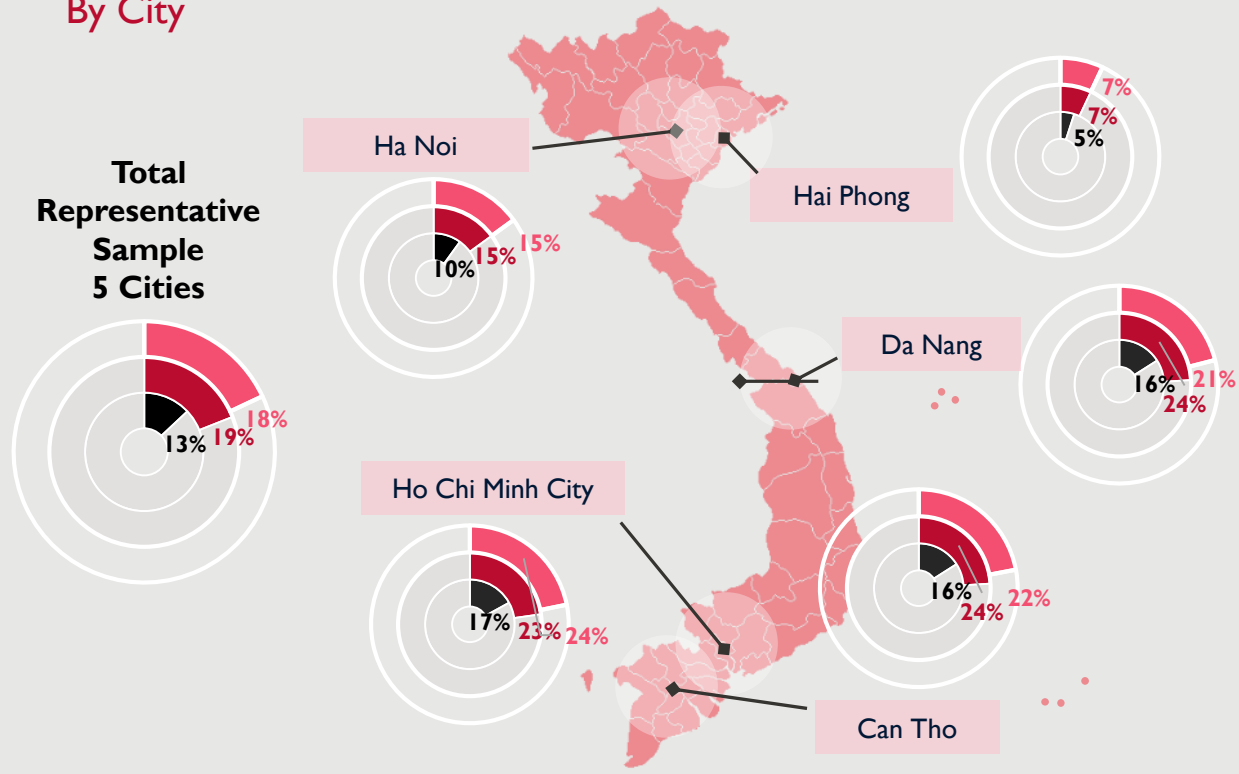 By City
Total
Representative
Sample
5 Cities
18%
19%
13%
Ha Noi
15%
15%
10%
Hai Phong
7%
7%
5%
Da Nang
21%
24%
16%
Ho Chi Minh City
24%
23%
17%
Can Tho
22%
24%
16%